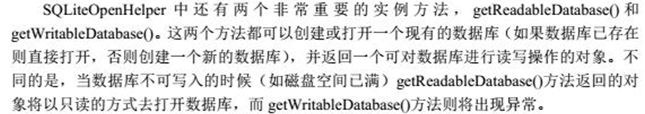 SQLiteOpenHelper 中还有两个非常重要的实例方法，getReadableDatabase()和
getWritableDatabase()。这两个方法都可以创建或打开一个现有的数据库（如果数据库已存在
则直接打开，否则创建一个新的数据库），并返回一个可对数据库进行读写操作的对象。不
同的是，当数据库不可写入的时候（如磁盘空间已满）getReadableDatabase()方法返回的对
象将以只读的方式去打开数据库，而 getWritableDatabase()方法则将出现异常。